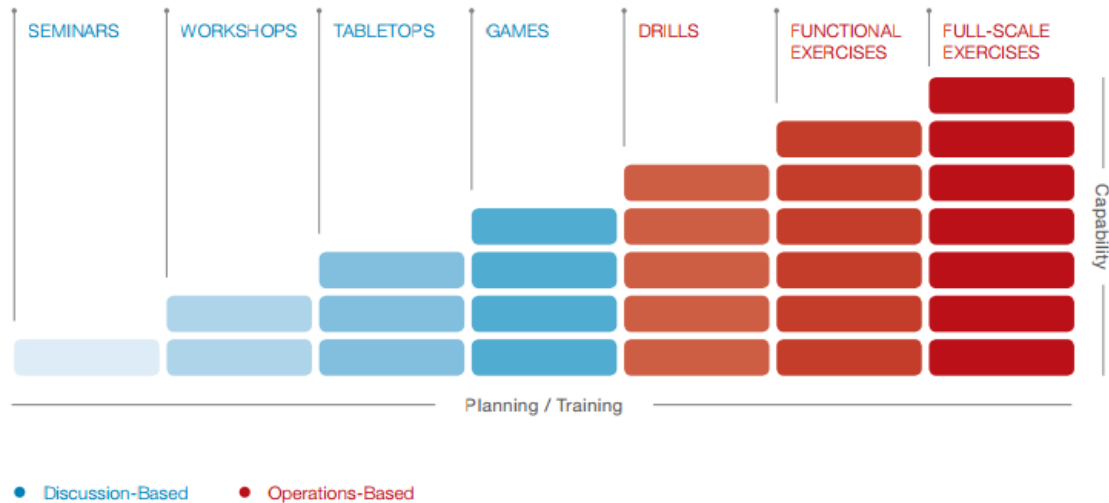 SEMINARS
WORKSHOPS
TABLETOPS
GAMES
DRILLS
FUNCTIONAL
EXERCISES
FULL-SCALE
EXERCISES
Capability
Planning / Training
Discussion-Based
Operations-Based